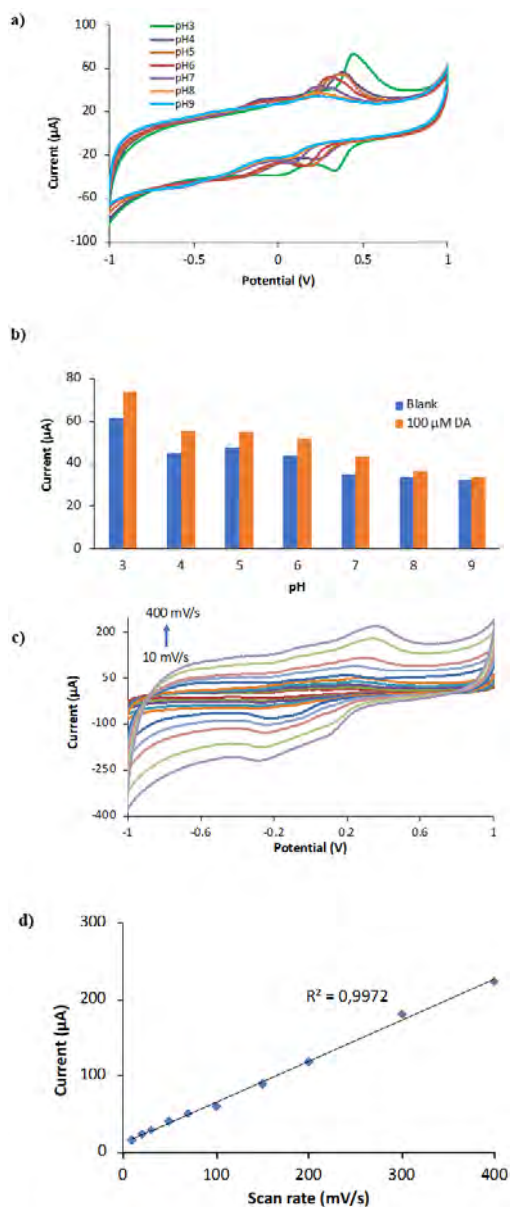 a)
100
60
20
-20
-60
-100
Current (µA)
pH3
pH4
pH5
pH6
pH7
pH8
pH9
-1 -0.5 0 0.5 1
Potential (V)
b)
80
60
40
20
0
Current (µA)
Blank
100 µM DA
3 4 5 6 7 8 9
pH
c)
400 mV/s
10 mV/s
200
50
-100
-250
-400
Current (µA)
-1 -0.6 -0.2 0.2 0.6 1
Potential (V)
d)
300
200
100
0
Current (µA)
R² = 0,9972
0 100 200 300 400
Scan rate (mV/s)